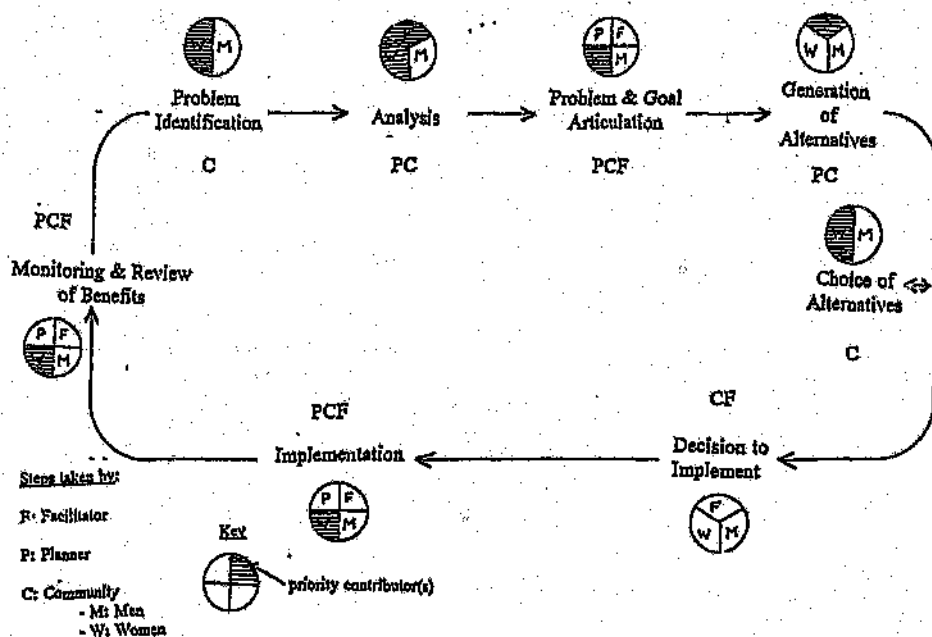 W M
Problem
Identification
C
M
Analysis
PC
P F
M
Problem & Goal
Articulation
PCF
W M
Generation
of
Alternatives
PC
W M
Choice of
Alternatives
C
CF
Decision to
Implement
F
W M
PCF
Implementation
P F
W M
PCF
Monitoring & Review
of Benefits
P F
W M
Steps taken by:
F: Facilitator
P: Planner
C: Community
- M: Men
- W: Women
Key
priority contributor(s)